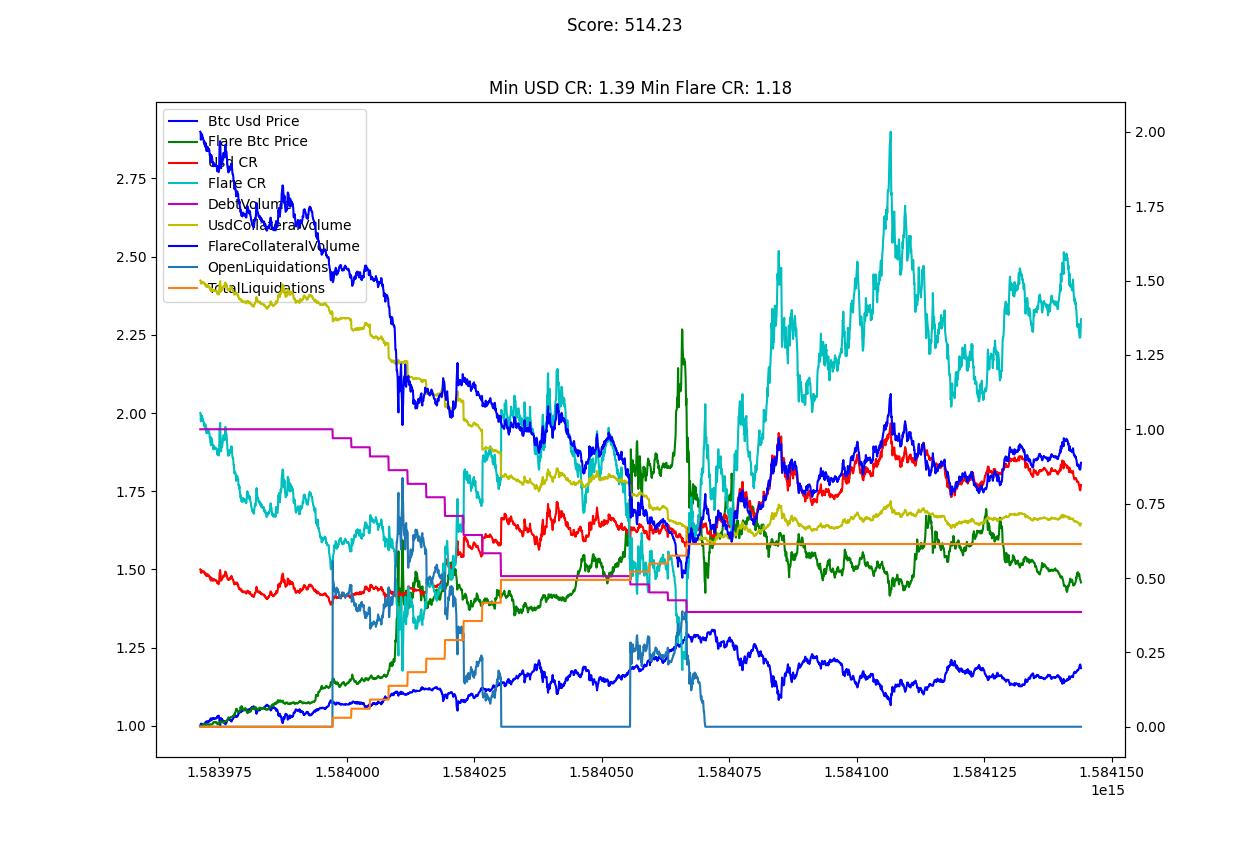 Score: 514.23
Min USD CR: 1.39 Min Flare CR: 1.18
Btc Usd Price
Flare Btc Price
Usd CR
Flare CR
DebtVolume
UsdCollateralVolume
FlareCollateralVolume
OpenLiquidations
TotalLiquidations
2.75
2.50
2.25
2.00
1.75
1.50
1.25
1.00
2.00
1.75
1.50
1.25
1.00
0.75
0.50
0.25
0.00
1.583975 1.584000 1.584025 1.584050 1.584075 1.584100 1.584125 1.584150
1e15